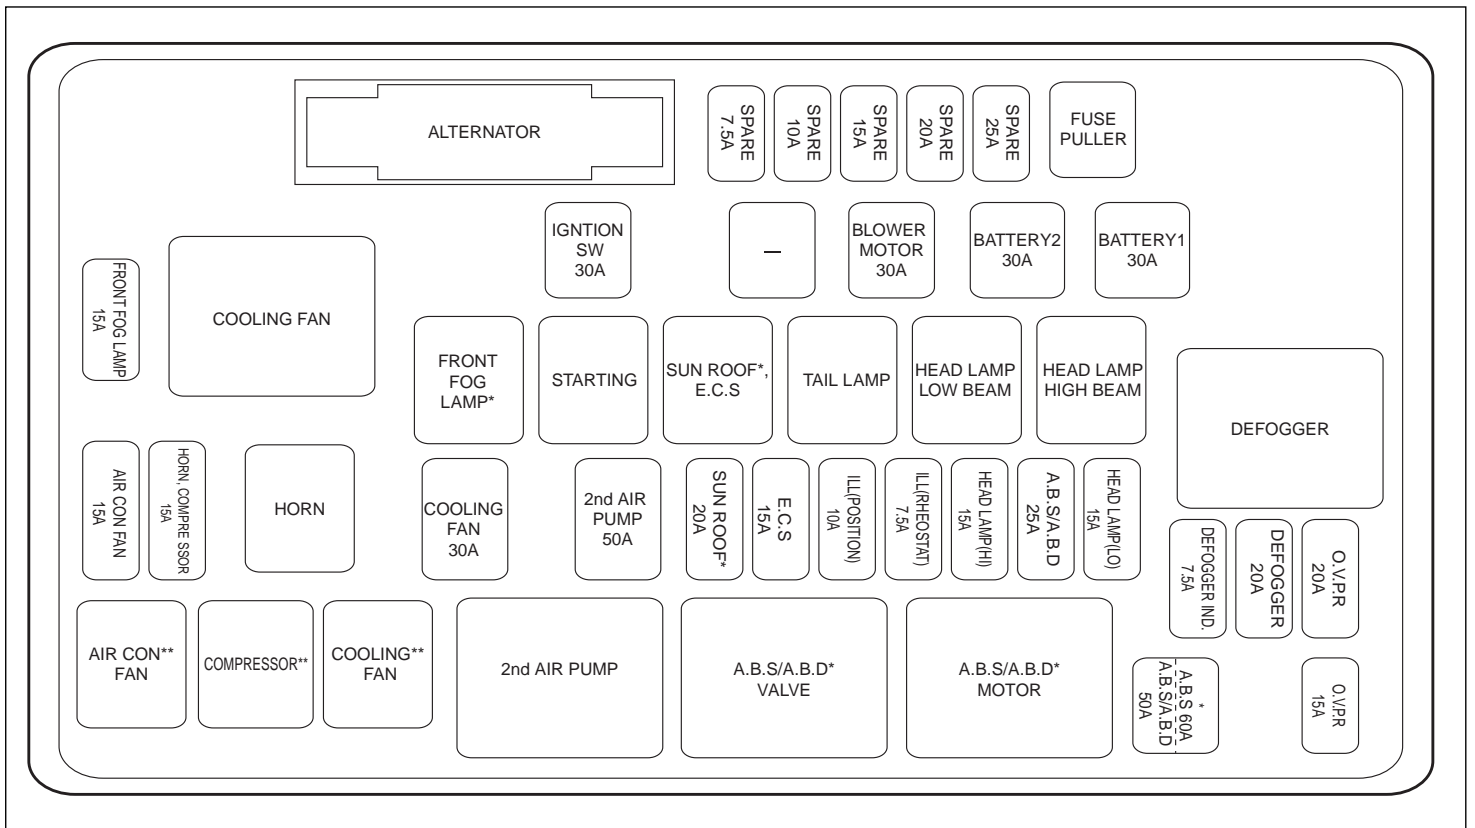 ALTERNATOR
SPARE
7.5A
SPARE
10A
SPARE
15A
SPARE
20A
SPARE
25A
FUSE
PULLER
IGNTION
SW
30A
—
BLOWER
MOTOR
30A
BATTERY2
30A
BATTERY1
30A
FRONT FOG LAMP
15A
COOLING FAN
FRONT
FOG
LAMP*
STARTING
SUN ROOF*,
E.C.S
TAIL LAMP
HEAD LAMP
LOW BEAM
HEAD LAMP
HIGH BEAM
DEFOGGER
AIR CON FAN
15A
HORN, COMPRE SSOR
15A
HORN
COOLING
FAN
30A
2nd AIR
PUMP
50A
SUN ROOF*
20A
E.C.S
15A
ILL(POSITION)
10A
ILL(RHEOSTAT)
7.5A
HEAD LAMP(HI)
15A
A.B.S/A.B.D
25A
HEAD LAMP(LO)
15A
DEFOGGER IND.
7.5A
DEFOGGER
20A
O.V.P.R
20A
AIR CON**
FAN
COMPRESSOR**
COOLING**
FAN
2nd AIR PUMP
A.B.S/A.B.D*
VALVE
A.B.S/A.B.D*
MOTOR
*
A.B.S 60A
A.B.S/A.B.D
50A
O.V.P.R
15A